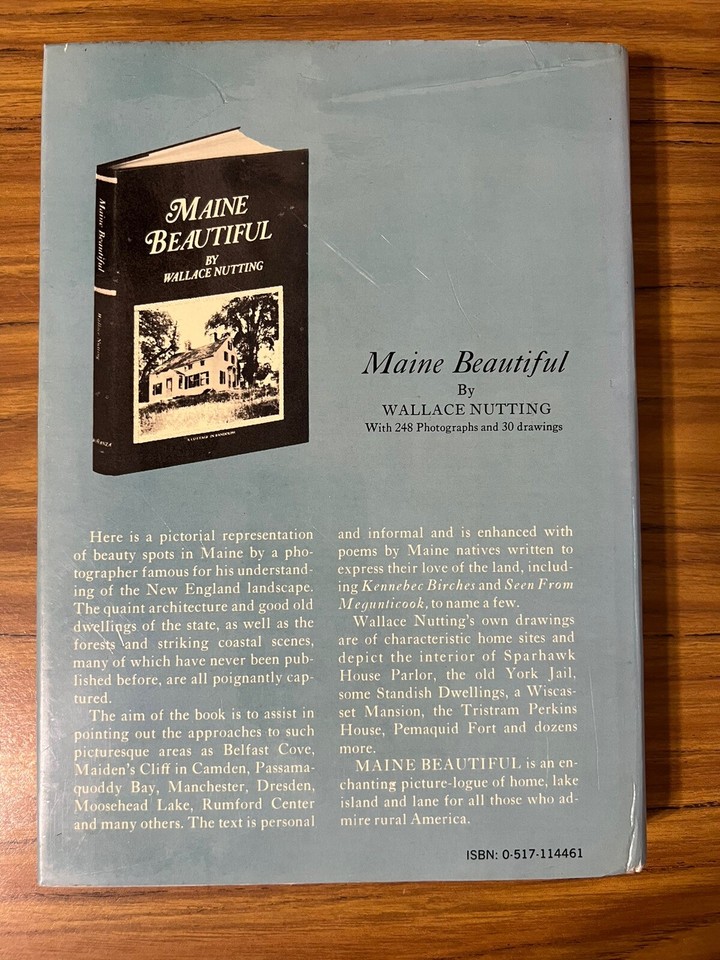 MAINE
BEAUTIFUL
BY
WALLACE NUTTING
Maine Beautiful
Wallace Nutting
Maine Beautiful
By
WALLACE NUTTING
With 248 Photographs and 30 drawings
Here is a pictorial representation
of beauty spots in Maine by a pho-
tographer famous for his understand-
ing of the New England landscape.
The quaint architecture and good old
dwellings of the state, as well as the
forests and striking coastal scenes,
many of which have never been pub-
lished before, are all poignantly cap-
tured.
The aim of the book is to assist in
pointing out the approaches to such
picturesque areas as Belfast Cove,
Maiden's Cliff in Camden, Passama-
quoddy Bay, Manchester, Dresden,
Moosehead Lake, Rumford Center
and many others. The text is personal
and informal and is enhanced with
poems by Maine natives written to
express their love of the land, includ-
ing Kennebec Birches and Seen From
Megunticook, to name a few.
Wallace Nutting's own drawings
are of characteristic home sites and
depict the interior of Sparhawk
House Parlor, the old York Jail,
some Standish Dwellings, a Wiscas-
set Mansion, the Tristram Perkins
House, Pemaquid Fort and dozens
more.
MAINE BEAUTIFUL is an en-
chanting picture-logue of home, lake
island and lane for all those who ad-
mire rural America.
ISBN: 0-517-114461